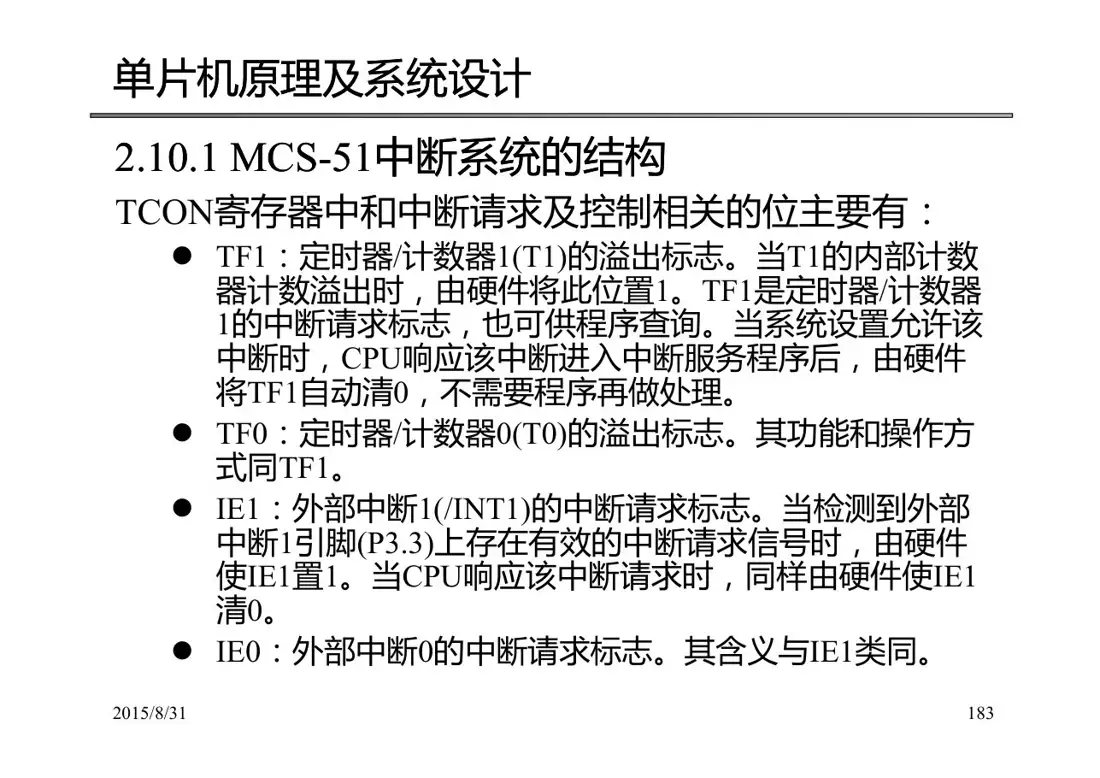 单片机原理及系统设计
2.10.1 MCS-51中断系统的结构
TCON寄存器中和中断请求及控制相关的位主要有：
● TF1：定时器/计数器1(T1)的溢出标志。当T1的内部计数
器计数溢出时，由硬件将此位置1。TF1是定时器/计数器
1的中断请求标志，也可供程序查询。当系统设置允许该
中断时，CPU响应该中断进入中断服务程序后，由硬件
将TF1自动清0，不需要程序再做处理。
● TF0：定时器/计数器0(T0)的溢出标志。其功能和操作方
式同TF1。
● IE1：外部中断1(/INT1)的中断请求标志。当检测到外部
中断1引脚(P3.3)上存在有效的中断请求信号时，由硬件
使IE1置1。当CPU响应该中断请求时，同样由硬件使IE1
清0。
● IE0：外部中断0的中断请求标志。其含义与IE1类同。
2015/8/31
183